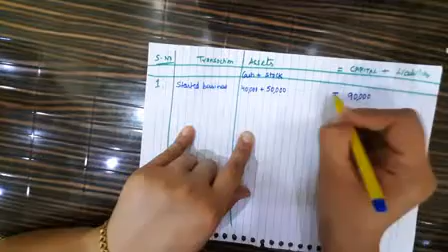 S.No Transaction Assets = CAPITAL + Liabilities
Cash + Stock
1 Started business 40,000 + 50,000 = 90,000